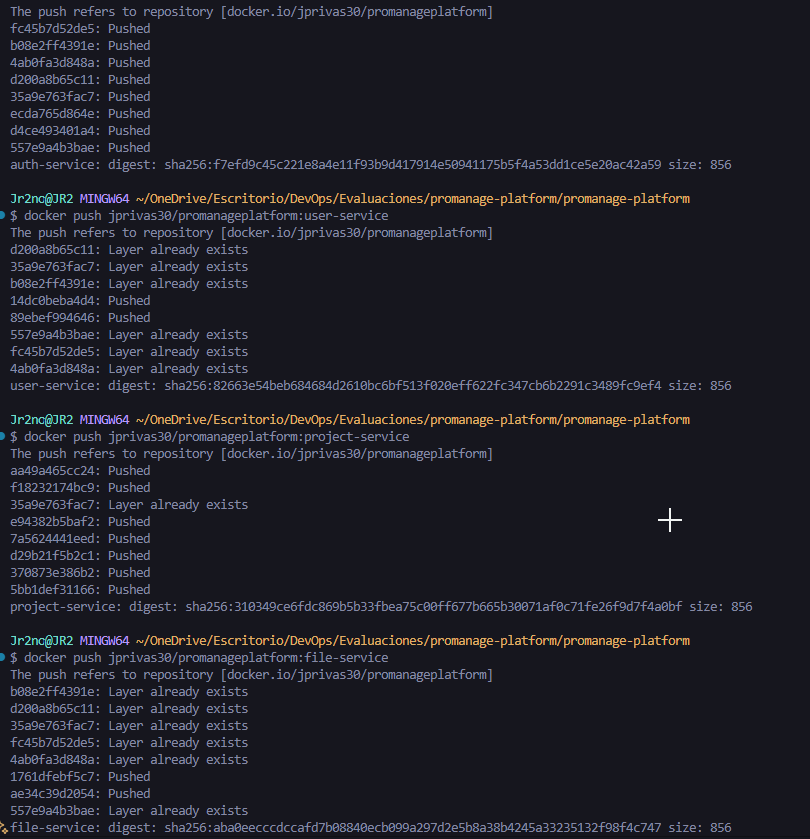 The push refers to repository [docker.io/jprivas30/promanageplatform]
fc45b7d52de5: Pushed
b08e2ff4391e: Pushed
4ab0fa3d848a: Pushed
d200a8b65c11: Pushed
35a9e763fac7: Pushed
ecda765d864e: Pushed
d4ce493401a4: Pushed
557e9a4b3bae: Pushed
auth-service: digest: sha256:f7efd9c45c221e8a4e11f93b9d417914e50941175b5f4a53dd1ce5e20ac42a59 size: 856
Jr2nc@JR2 MINGW64 ~/OneDrive/Escritorio/DevOps/Evaluaciones/promanage-platform/promanage-platform
$ docker push jprivas30/promanageplatform:user-service
The push refers to repository [docker.io/jprivas30/promanageplatform]
d200a8b65c11: Layer already exists
35a9e763fac7: Layer already exists
b08e2ff4391e: Layer already exists
14dc0beba4d4: Pushed
89ebef994646: Pushed
557e9a4b3bae: Layer already exists
fc45b7d52de5: Layer already exists
4ab0fa3d848a: Layer already exists
user-service: digest: sha256:82663e54beb684684d2610bc6bf513f020eff622fc347cb6b2291c3489fc9ef4 size: 856
Jr2nc@JR2 MINGW64 ~/OneDrive/Escritorio/DevOps/Evaluaciones/promanage-platform/promanage-platform
$ docker push jprivas30/promanageplatform:project-service
The push refers to repository [docker.io/jprivas30/promanageplatform]
aa49a465cc24: Pushed
f18232174bc9: Pushed
35a9e763fac7: Layer already exists
e94382b5baf2: Pushed
7a5624441eed: Pushed
d29b21f5b2c1: Pushed
370873e386b2: Pushed
5bb1def31166: Pushed
project-service: digest: sha256:310349ce6fdc869b5b33fbea75c00ff677b665b30071af0c71fe26f9d7f4a0bf size: 856
Jr2nc@JR2 MINGW64 ~/OneDrive/Escritorio/DevOps/Evaluaciones/promanage-platform/promanage-platform
$ docker push jprivas30/promanageplatform:file-service
The push refers to repository [docker.io/jprivas30/promanageplatform]
b08e2ff4391e: Layer already exists
d200a8b65c11: Layer already exists
35a9e763fac7: Layer already exists
fc45b7d52de5: Layer already exists
4ab0fa3d848a: Layer already exists
1761dfebf5c7: Pushed
ae34c39d2054: Pushed
557e9a4b3bae: Layer already exists
file-service: digest: sha256:aba0eecccdccafd7b08840ecb099a297d2e5b8a38b4245a33235132f98f4c747 size: 856